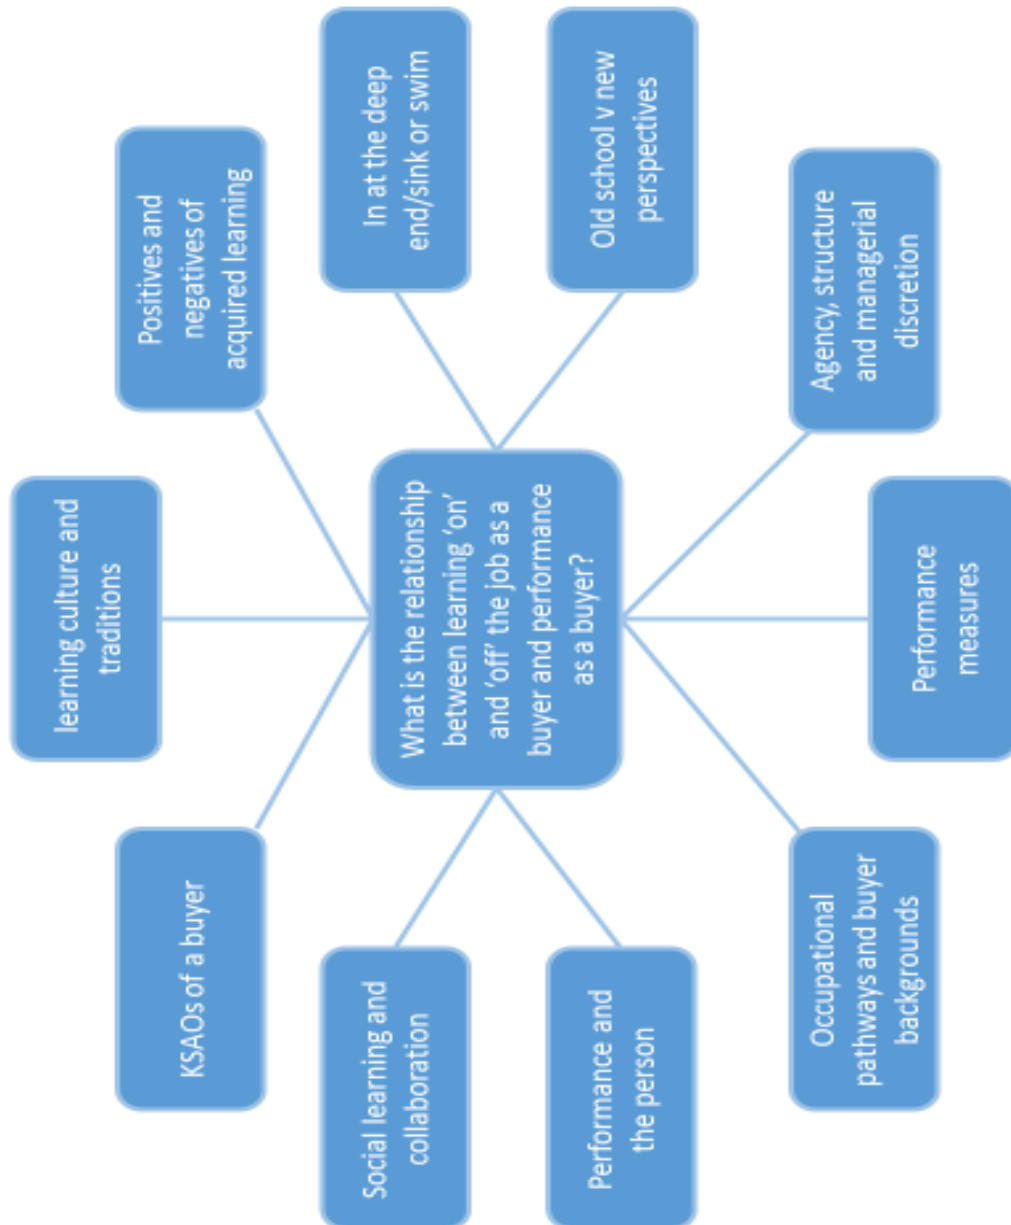 learning culture and
traditions
KSAOs of a buyer
Positives and
negatives of
acquired learning
Social learning and
collaboration
In at the deep
end/sink or swim
What is the relationship
between learning ‘on’
and ‘off’ the job as a
buyer and performance
as a buyer?
Performance and
the person
Old school v new
perspectives
Occupational
pathways and buyer
backgrounds
Agency, structure
and managerial
discretion
Performance
measures